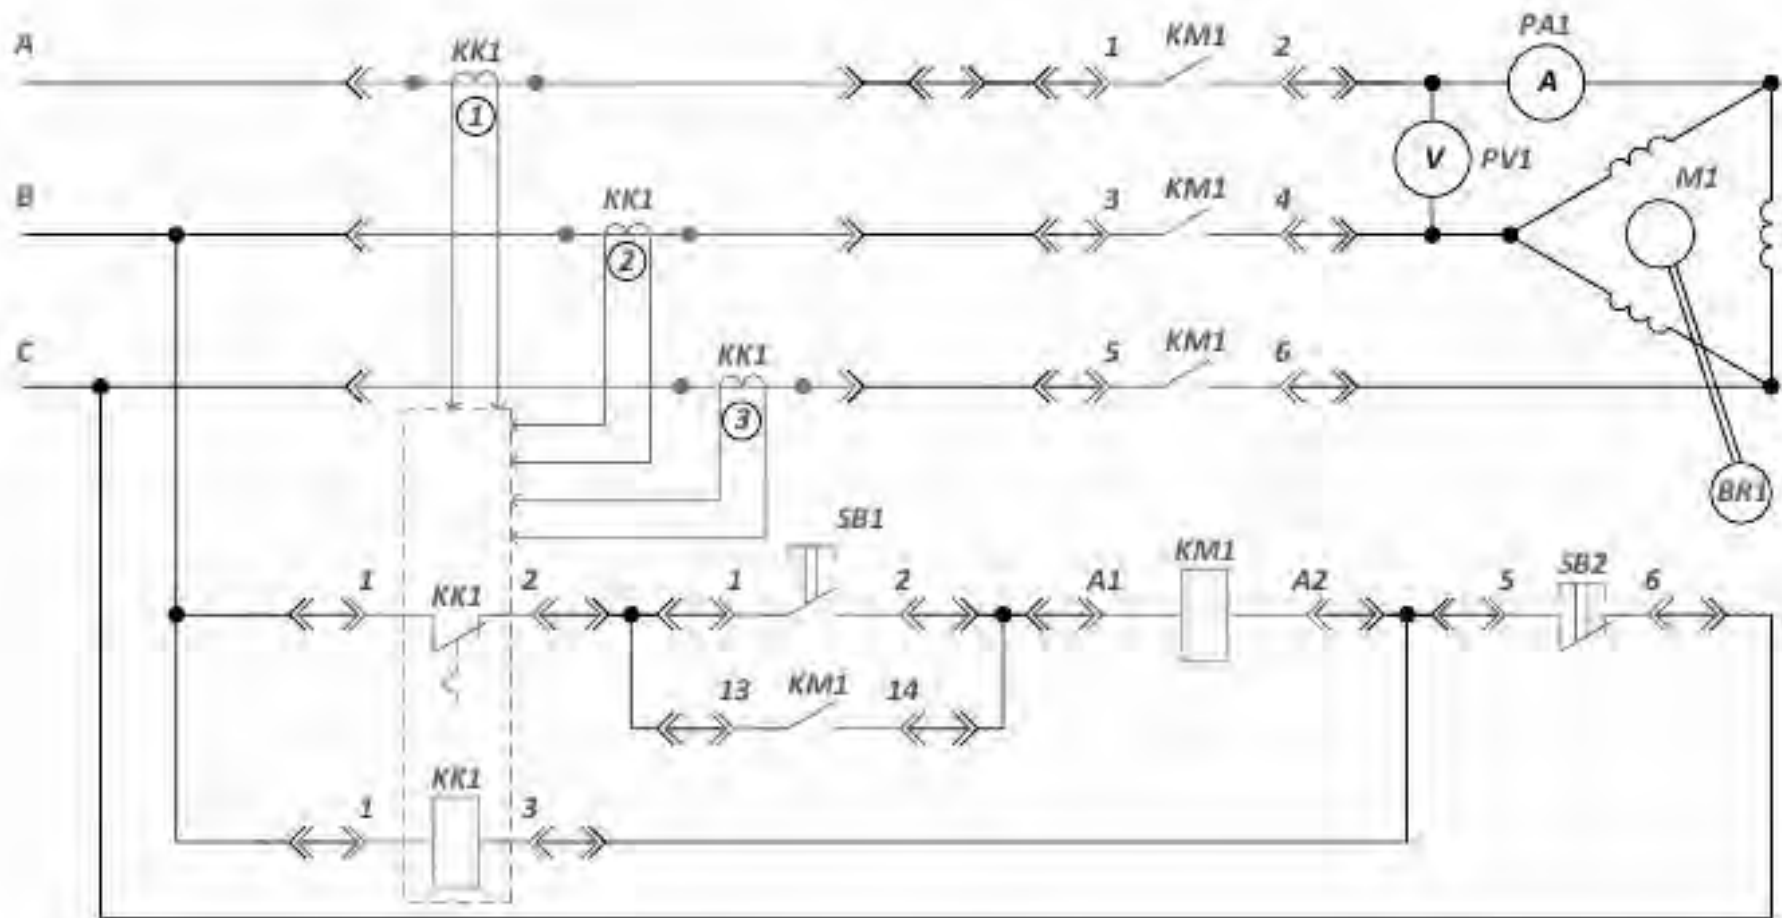 PA1
A KK1 1 KM1 2 A
1
V PV1
B KK1 3 KM1 4 M1
2
C KK1 5 KM1 6
3
BR1
SB1
1 KK1 2 1 2 A1 KM1 A2 5 SB2 6
13 KM1 14
KK1
1 3